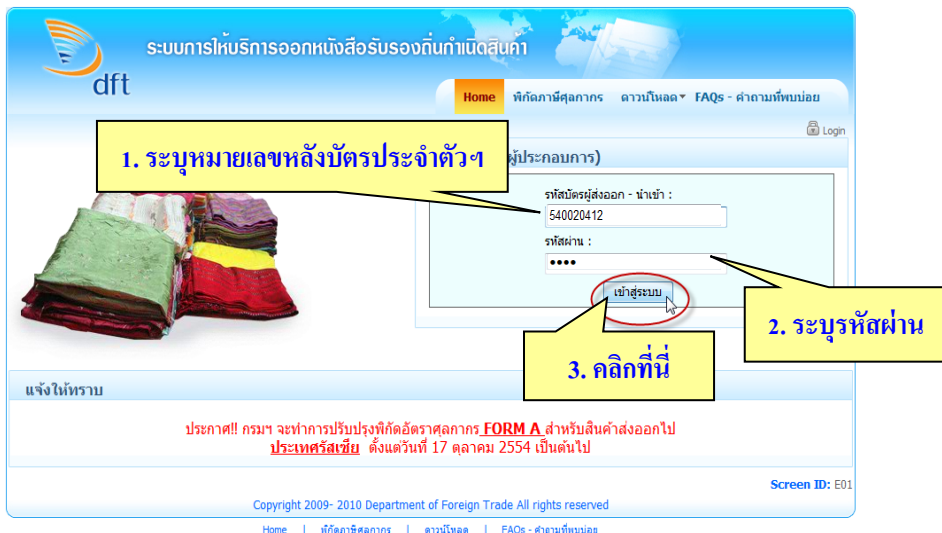 ระบบการให้บริการออกหนังสือรับรองถิ่นกำเนิดสินค้า
dft
Home พิกัดภาษีศุลกากร ดาวน์โหลด FAQs - คำถามที่พบบ่อย
Login
1. ระบุหมายเลขหลังบัตรประจำตัวฯ
ผู้ประกอบการ)
รหัสบัตรผู้ส่งออก - นำเข้า :
540020412
รหัสผ่าน :
••••
เข้าสู่ระบบ
2. ระบุรหัสผ่าน
3. คลิกที่นี่
แจ้งให้ทราบ
ประกาศ!! กรมฯ จะทำการปรับปรุงพิกัดอัตราศุลกากร FORM A สำหรับสินค้าส่งออกไป
ประเทศรัสเซีย ตั้งแต่วันที่ 17 ตุลาคม 2554 เป็นต้นไป
Screen ID: E01
Copyright 2009- 2010 Department of Foreign Trade All rights reserved
Home | พิกัดภาษีศุลกากร | ดาวน์โหลด | FAQs - คำถามที่พบบ่อย